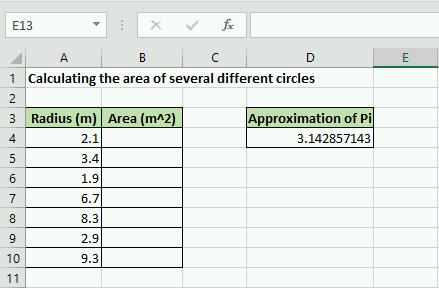 E13 fx
A B C D E
1 Calculating the area of several different circles
2
3 Radius (m) Area (m^2) Approximation of Pi
4 2.1 3.142857143
5 3.4
6 1.9
7 6.7
8 8.3
9 2.9
10 9.3
11